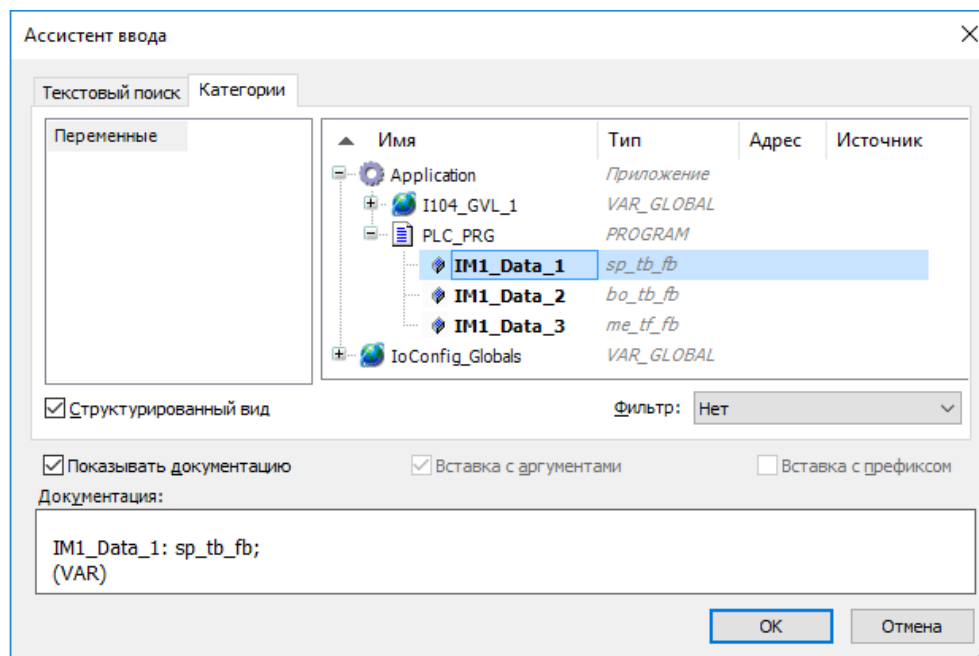 Ассистент ввода
Текстовый поиск Категории
Переменные
Имя Тип Адрес Источник
Application Приложение
I104_GVL_1 VAR_GLOBAL
PLC_PRG PROGRAM
IM1_Data_1 sp_tb_fb
IM1_Data_2 bo_tb_fb
IM1_Data_3 me_tf_fb
IoConfig_Globals VAR_GLOBAL
Структурированный вид Фильтр: Нет
Показывать документацию Вставка с аргументами Вставка с префиксом
Документация:
IM1_Data_1: sp_tb_fb;
(VAR)
OK Отмена